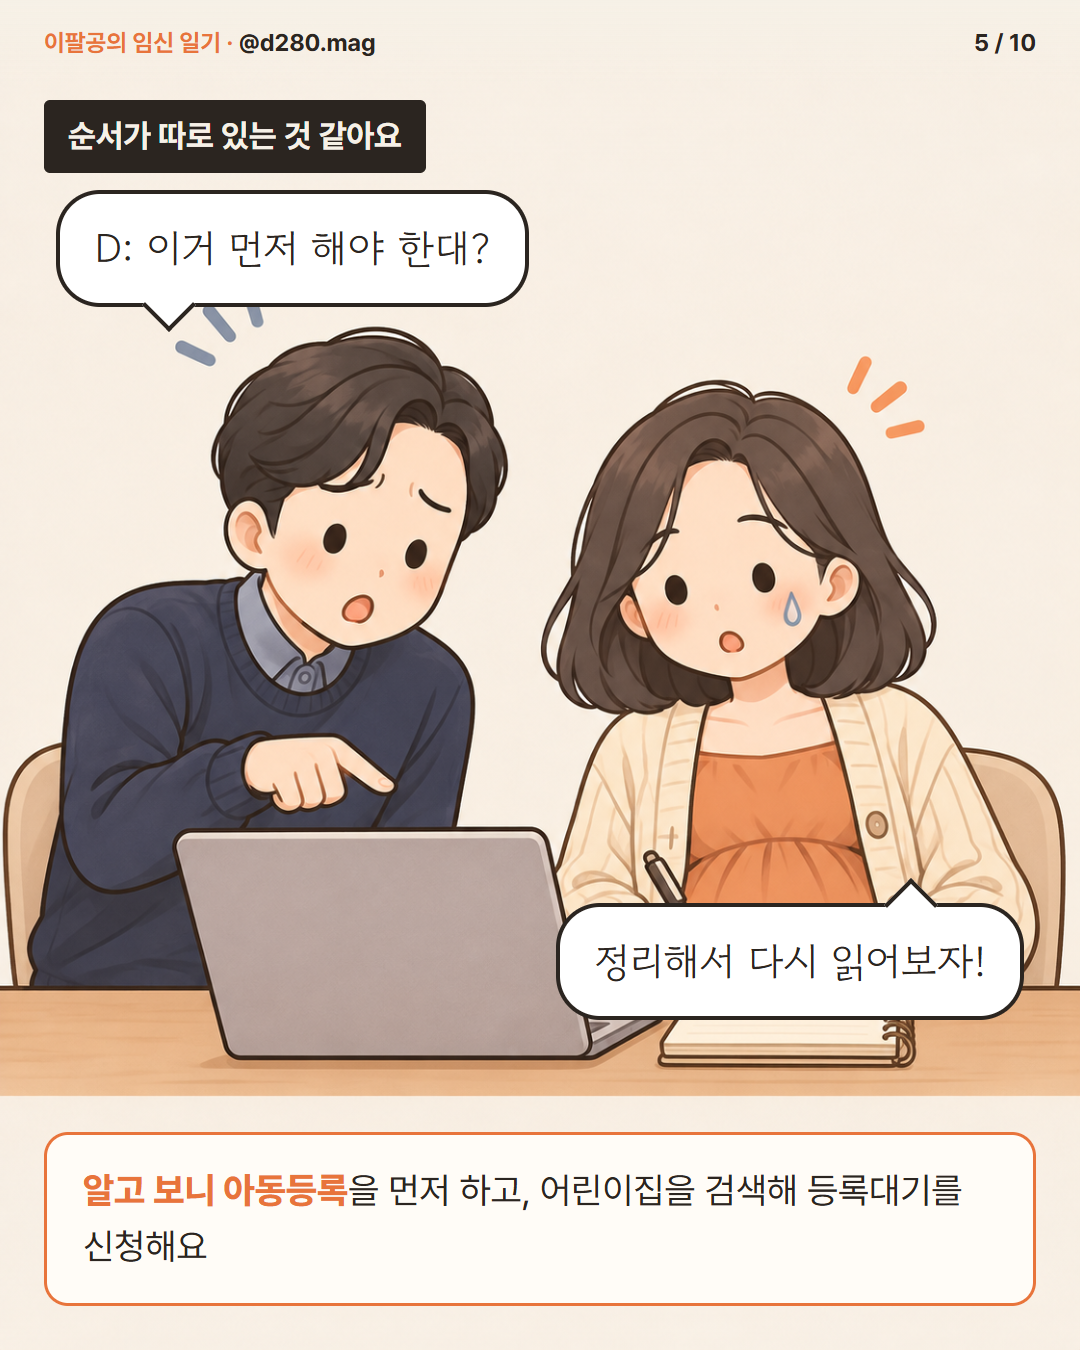 이팔공의 임신 일기 · @d280.mag
5 / 10
순서가 따로 있는 것 같아요
D: 이거 먼저 해야 한대?
정리해서 다시 읽어보자!
알고 보니 아동등록을 먼저 하고, 어린이집을 검색해 등록대기를
신청해요